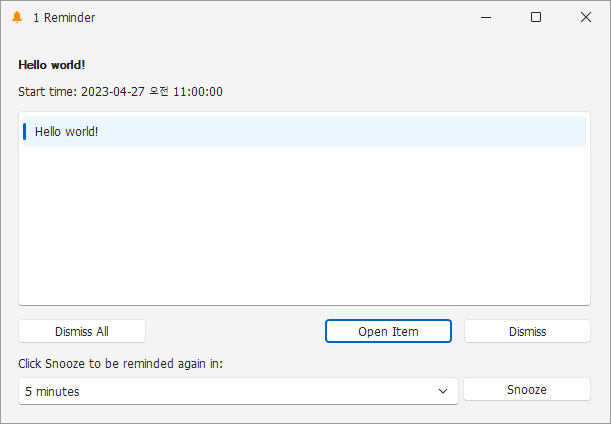 1 Reminder
Hello world!
Start time: 2023-04-27 오전 11:00:00
Hello world!
Dismiss All
Open Item
Dismiss
Click Snooze to be reminded again in:
5 minutes
Snooze